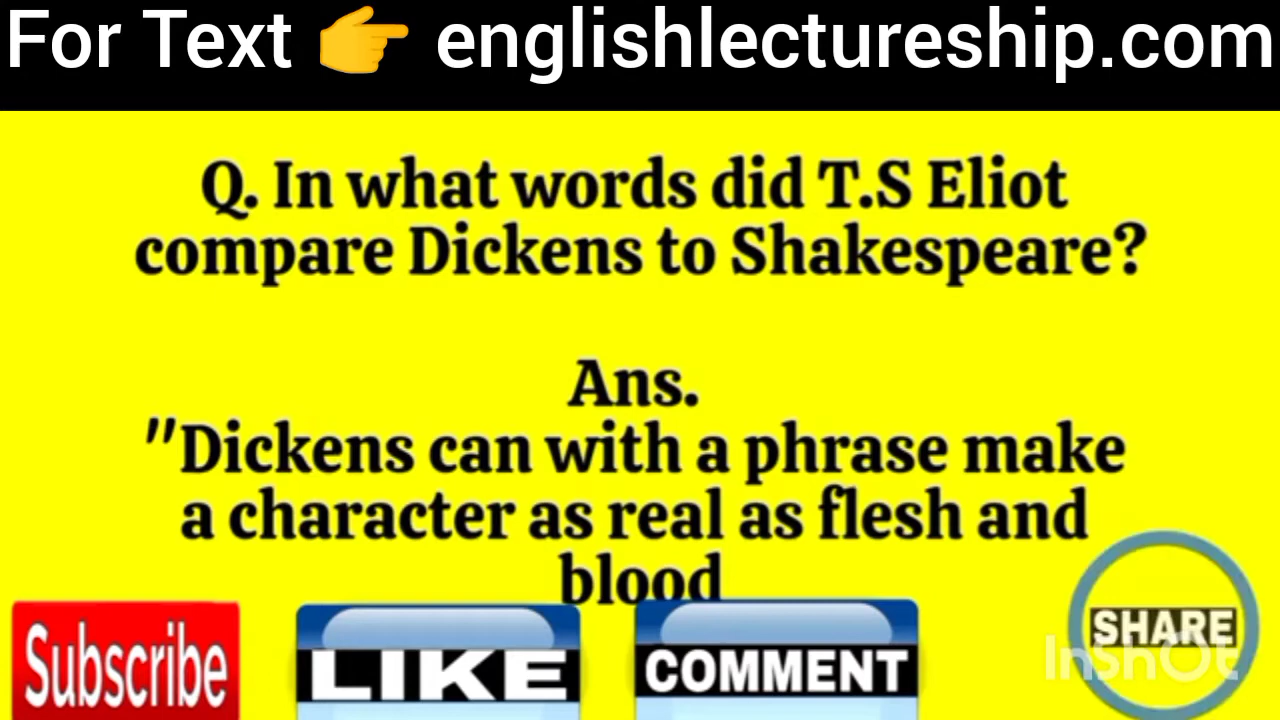 For Text 👉 englishlectureship.com
Q. In what words did T.S Eliot
compare Dickens to Shakespeare?
Ans.
"Dickens can with a phrase make
a character as real as flesh and
blood
Subscribe
LIKE
COMMENT
SHARE
InShOt